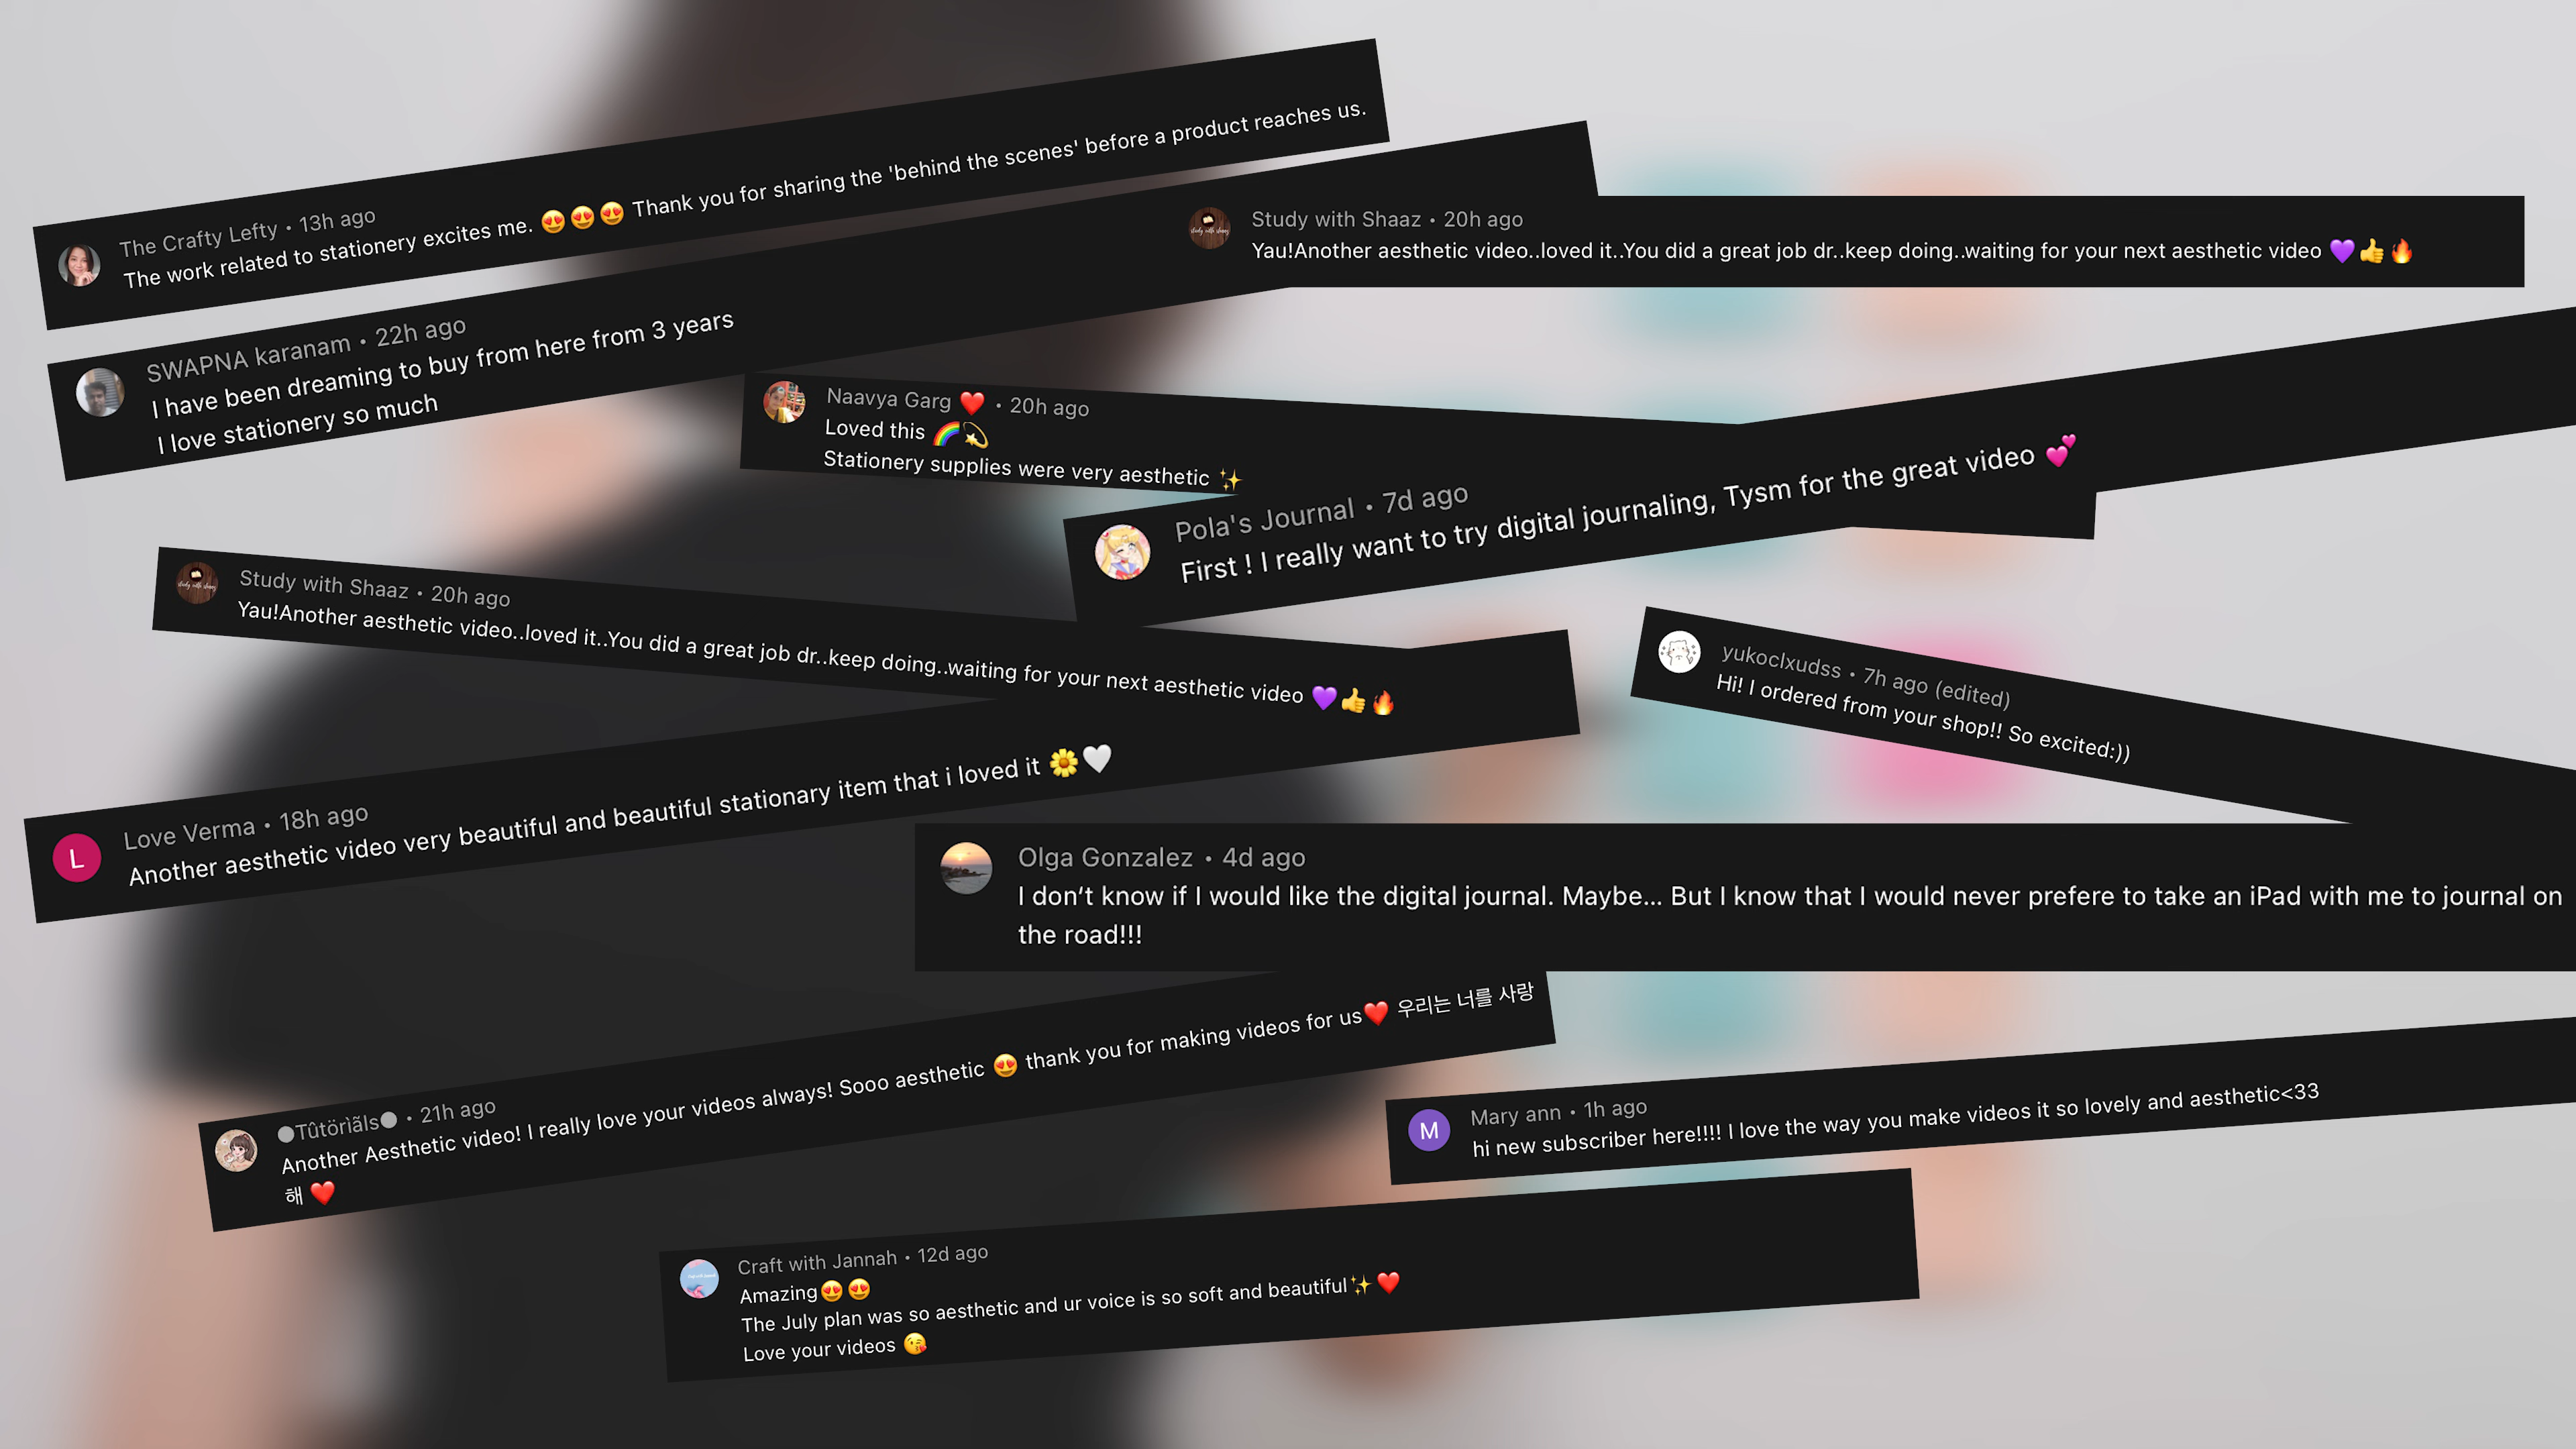 The Crafty Lefty • 13h ago
The work related to stationery excites me. 😍😍😍 Thank you for sharing the 'behind the scenes' before a product reaches us.
Study with Shaaz • 20h ago
Yau!Another aesthetic video..loved it..You did a great job dr..keep doing..waiting for your next aesthetic video 💜👍🔥
SWAPNA karanam • 22h ago
I have been dreaming to buy from here from 3 years
I love stationery so much
Naavya Garg ❤️ • 20h ago
Loved this 🌈💫
Stationery supplies were very aesthetic ✨
Pola's Journal • 7d ago
First ! I really want to try digital journaling, Tysm for the great video 💕
Study with Shaaz • 20h ago
Yau!Another aesthetic video..loved it..You did a great job dr..keep doing..waiting for your next aesthetic video 💜👍🔥
yukoclxudss • 7h ago (edited)
Hi! I ordered from your shop!! So excited:))
L
Love Verma • 18h ago
Another aesthetic video very beautiful and beautiful stationary item that i loved it 🌼🤍
Olga Gonzalez • 4d ago
I don't know if I would like the digital journal. Maybe... But I know that I would never prefere to take an iPad with me to journal on
the road!!!
●Tûtörìãls● • 21h ago
Another Aesthetic video! I really love your videos always! Sooo aesthetic 😍 thank you for making videos for us❤️ 우리는 너를 사랑
해 ❤️
M
Mary ann • 1h ago
hi new subscriber here!!!! I love the way you make videos it so lovely and aesthetic<33
Craft with Jannah • 12d ago
Amazing😍😍
The July plan was so aesthetic and ur voice is so soft and beautiful✨❤️
Love your videos 😘